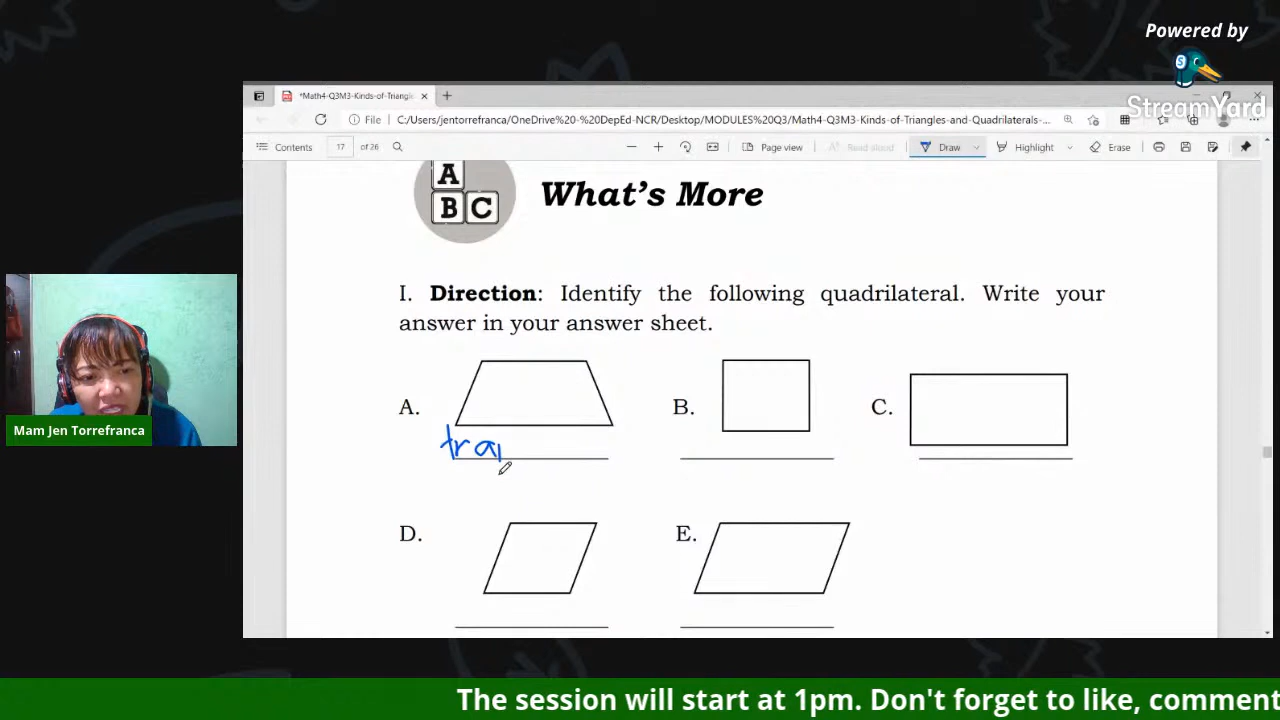 Powered by
StreamYard
*Math4-Q3M3-Kinds-of-Triangle
File
C:/Users/jentorrefranca/OneDrive%20-%20DepEd-NCR/Desktop/MODULES%20Q3/Math4-Q3M3-Kinds-of-Triangles-and-Quadrilaterals-...
Contents
17 of 26
Page view
Read aloud
Draw
Highlight
Erase
A
B C
What's More
I. Direction: Identify the following quadrilateral. Write your
answer in your answer sheet.
A.
B.
C.
tra
D.
E.
Mam Jen Torrefranca
The session will start at 1pm. Don't forget to like, comment